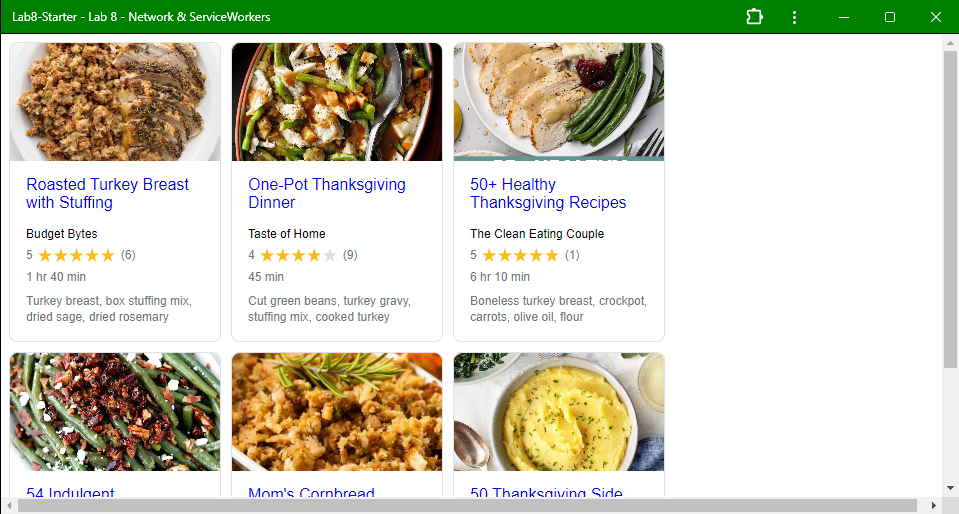 Lab8-Starter - Lab 8 - Network & ServiceWorkers
Roasted Turkey Breast
with Stuffing
Budget Bytes
5 ★★★★★ (6)
1 hr 40 min
Turkey breast, box stuffing mix,
dried sage, dried rosemary
One-Pot Thanksgiving
Dinner
Taste of Home
4 ★★★★★ (9)
45 min
Cut green beans, turkey gravy,
stuffing mix, cooked turkey
50+ Healthy
Thanksgiving Recipes
The Clean Eating Couple
5 ★★★★★ (1)
6 hr 10 min
Boneless turkey breast, crockpot,
carrots, olive oil, flour
54 Indulgent
Mom's Cornbread
50 Thanksgiving Side